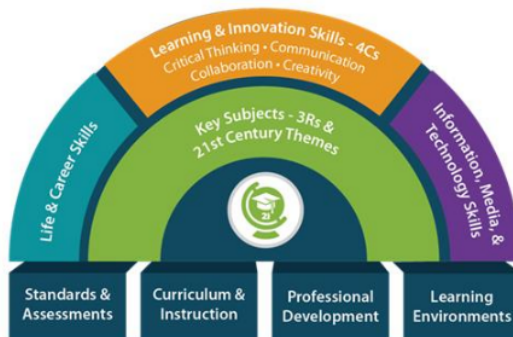 Learning & Innovation Skills - 4Cs
Critical Thinking • Communication
Collaboration • Creativity
Life & Career Skills
Key Subjects - 3Rs &
21st Century Themes
Information, Media, &
Technology Skills
21
Standards &
Assessments
Curriculum &
Instruction
Professional
Development
Learning
Environments